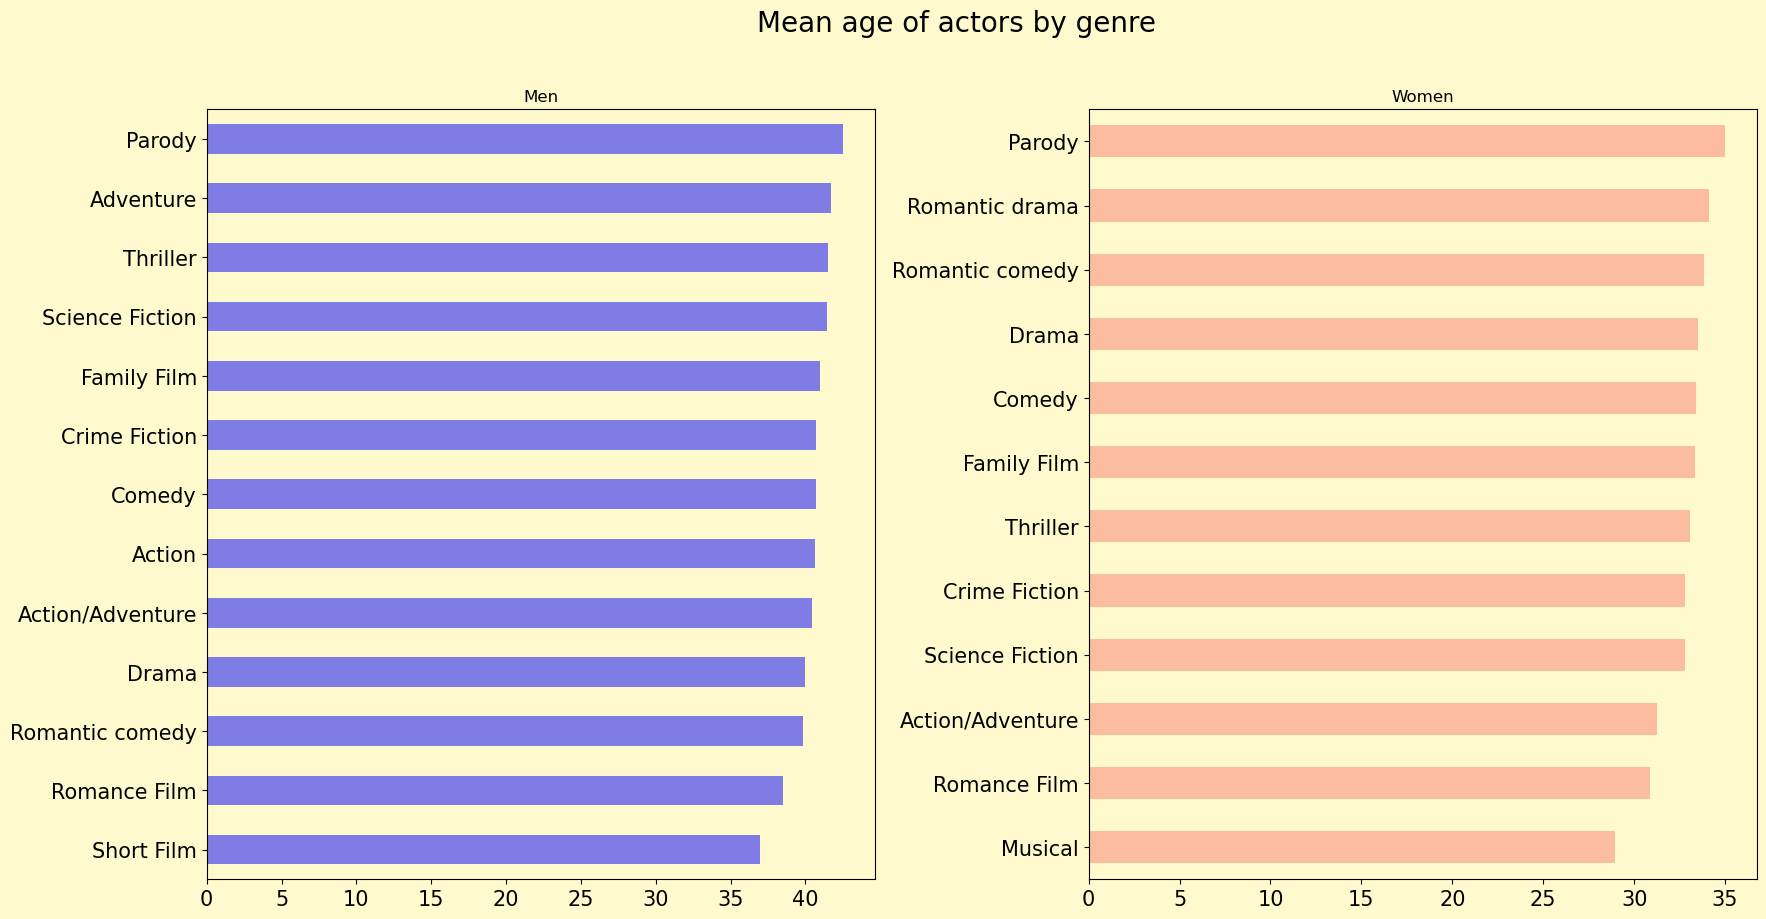 Mean age of actors by genre
Men
Parody
Adventure
Thriller
Science Fiction
Family Film
Crime Fiction
Comedy
Action
Action/Adventure
Drama
Romantic comedy
Romance Film
Short Film
0 5 10 15 20 25 30 35 40
Women
Parody
Romantic drama
Romantic comedy
Drama
Comedy
Family Film
Thriller
Crime Fiction
Science Fiction
Action/Adventure
Romance Film
Musical
0 5 10 15 20 25 30 35